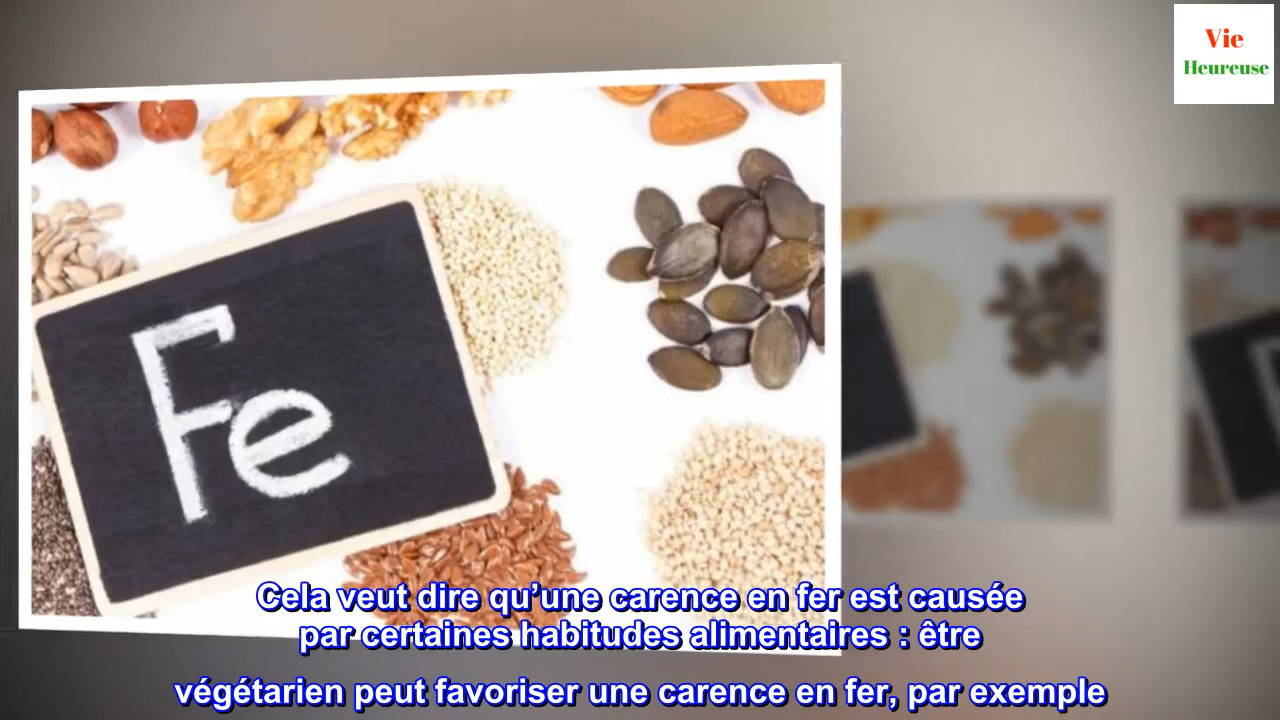 Vie
Heureuse
Fe
Cela veut dire qu’une carence en fer est causée
par certaines habitudes alimentaires : être
végétarien peut favoriser une carence en fer, par exemple